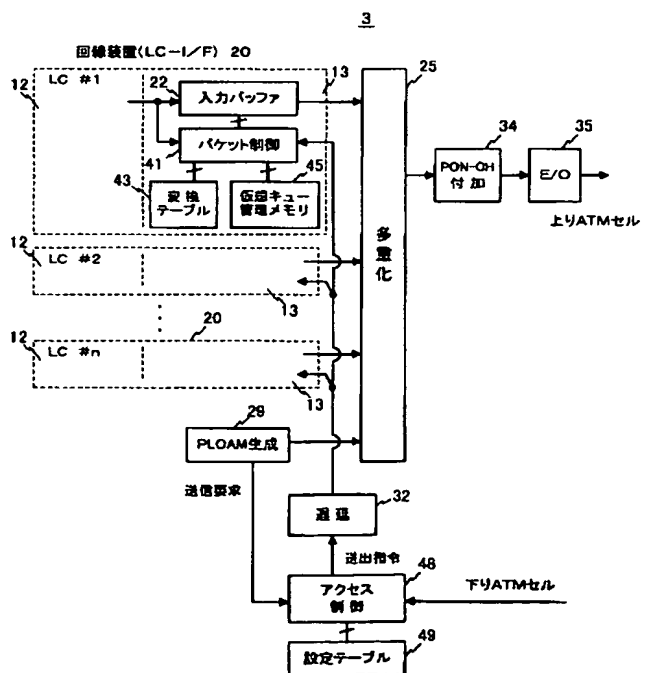 3
回線装置(LC-I/F) 20
12
LC #1
13
25
22
入力バッファ
41
パケット制御
43
変換
テーブル
45
仮想キュー
管理メモリ
34
PON-OH
付加
35
E/O
上りATMセル
多重化
12
LC #2
13
20
12
LC #n
13
29
PLOAM生成
送信要求
32
遅延
送出指令
48
アクセス
制御
下りATMセル
49
設定テーブル